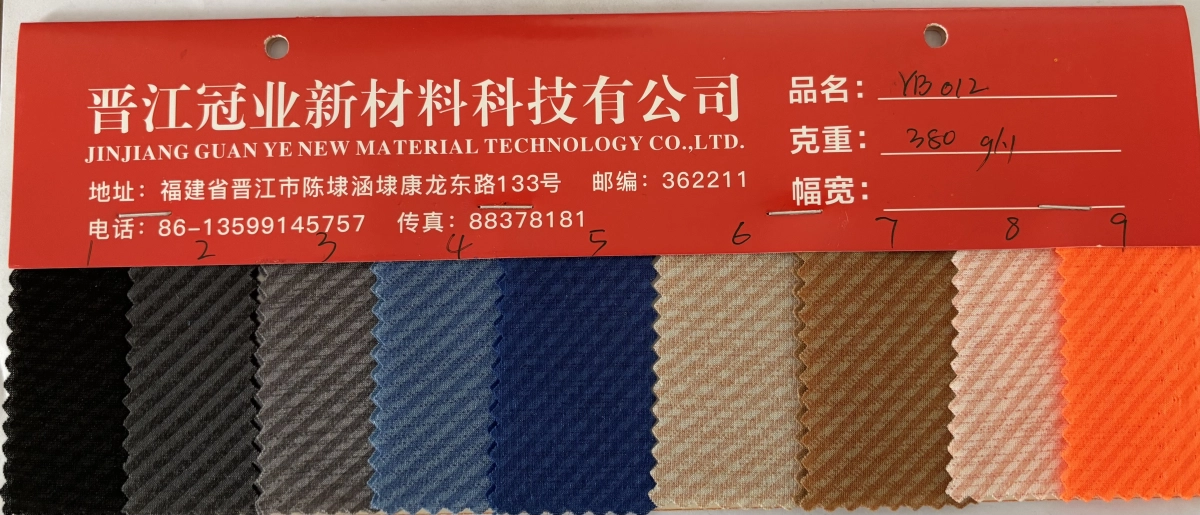 晋江冠业新材料科技有限公司
JINJIANG GUAN YE NEW MATERIAL TECHNOLOGY CO.,LTD.
地址：福建省晋江市陈埭涵埭康龙东路133号 邮编：362211
电话：86-13599145757 传真：88378181
品名：YB012
克重：380 g/y
幅宽：
1 2 3 4 5 6 7 8 9